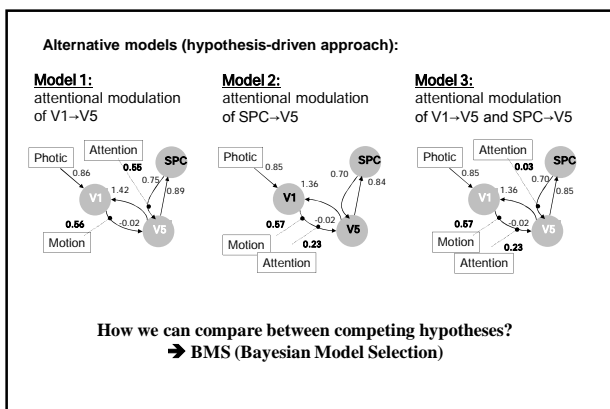 Alternative models (hypothesis-driven approach):
Model 1:
attentional modulation
of V1→V5
Photic
Attention
SPC
0.86
0.55
0.75
0.89
V1
1.42
0.56
-0.02
V5
Motion
Model 2:
attentional modulation
of SPC→V5
Photic
SPC
0.85
0.70
0.84
V1
1.36
0.57
-0.02
V5
Motion
0.23
Attention
Model 3:
attentional modulation
of V1→V5 and SPC→V5
Photic
Attention
SPC
0.85
0.03
0.70
0.85
V1
1.36
0.57
-0.02
V5
Motion
0.23
Attention
How we can compare between competing hypotheses?
➔ BMS (Bayesian Model Selection)